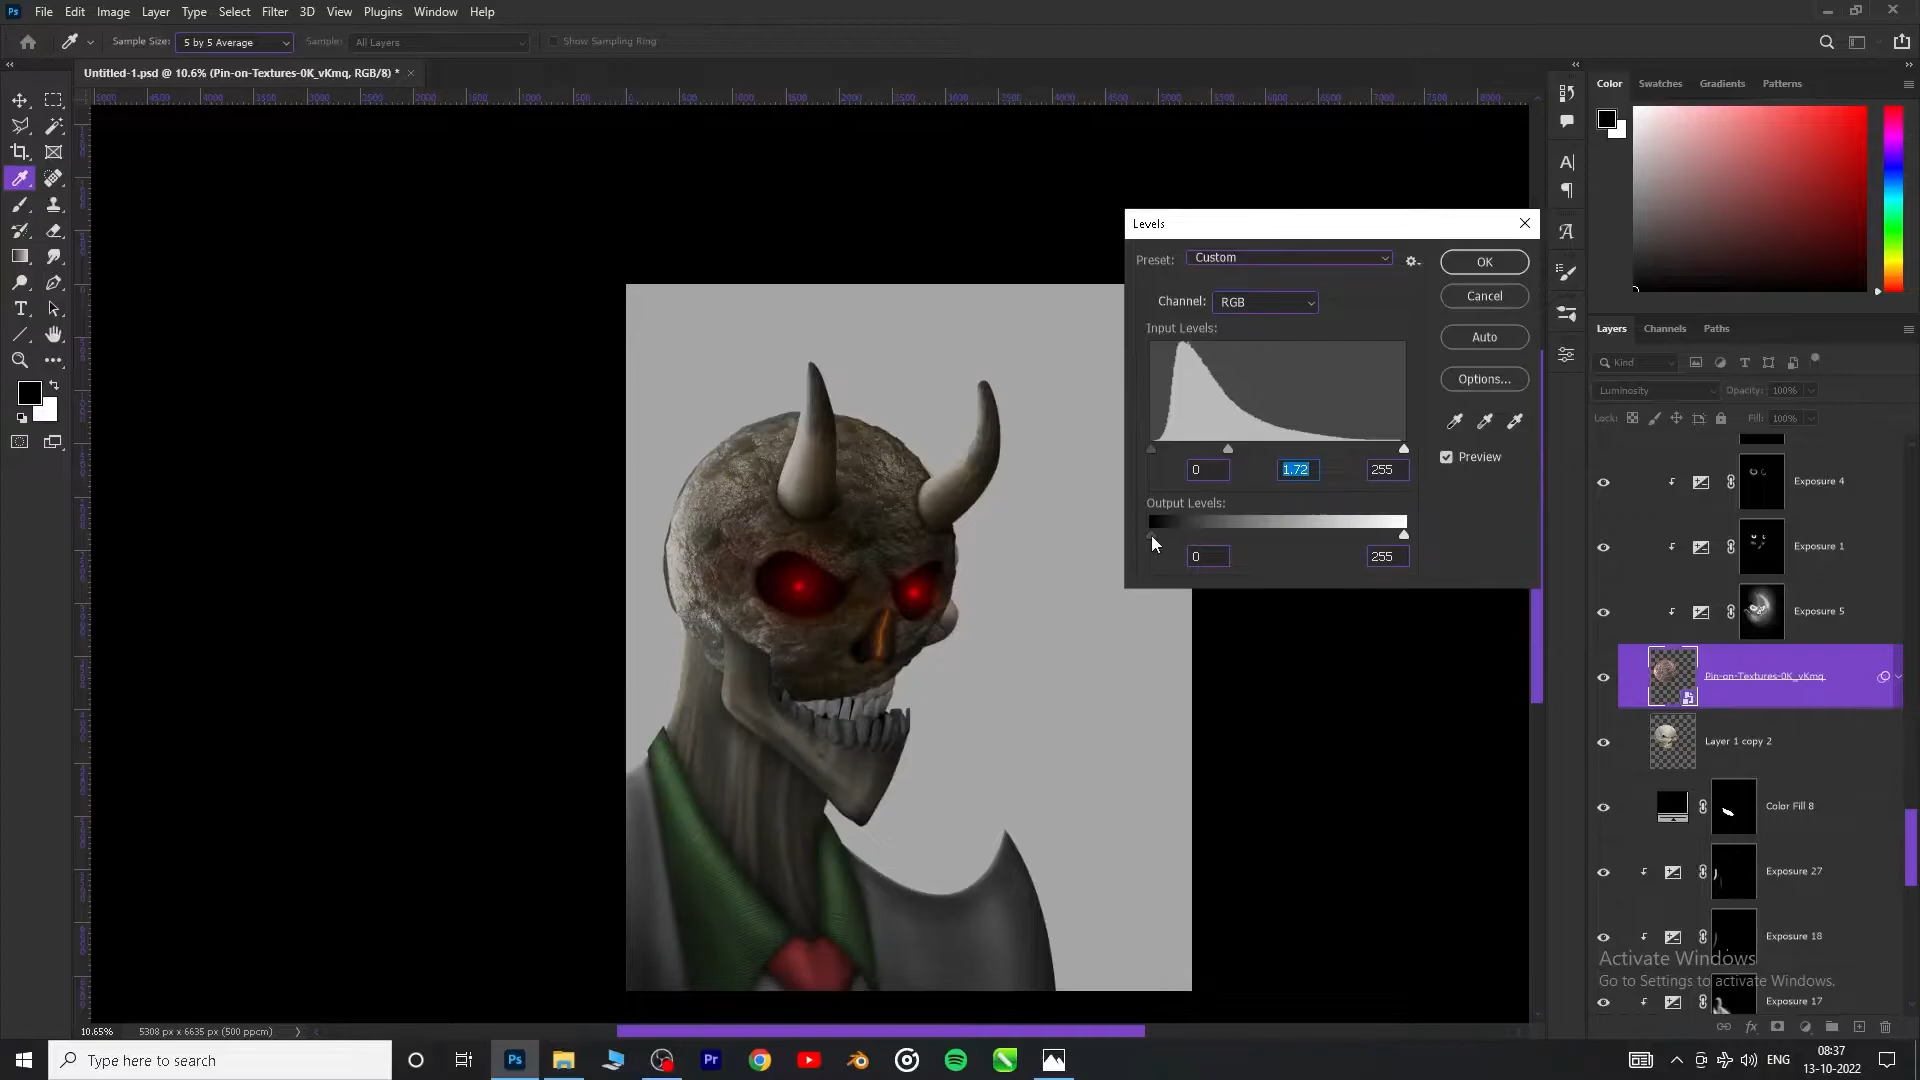 Ps File Edit Image Layer Type Select Filter 3D View Plugins Window Help
Sample Size: 5 by 5 Average Sample: All Layers Show Sampling Ring
Untitled-1.psd @ 10.6% (Pin-on-Textures-0K_vKmq, RGB/8) *
Color Swatches Gradients Patterns
Levels
Preset: Custom
OK
Channel: RGB
Cancel
Input Levels:
Auto
Options...
0 1.72 255
Preview
Output Levels:
0 255
Layers Channels Paths
Kind
Luminosity Opacity: 100%
Lock: Fill: 100%
Exposure 4
Exposure 1
Exposure 5
Pin-on-Textures-0K_vKmq
Layer 1 copy 2
Color Fill 8
Exposure 27
Exposure 18
Activate Windows
Go to Settings to activate Windows.
Exposure 17
10.65% 5308 px x 6635 px (500 ppcm)
Type here to search
Ps Pr
ENG
08:37
13-10-2022